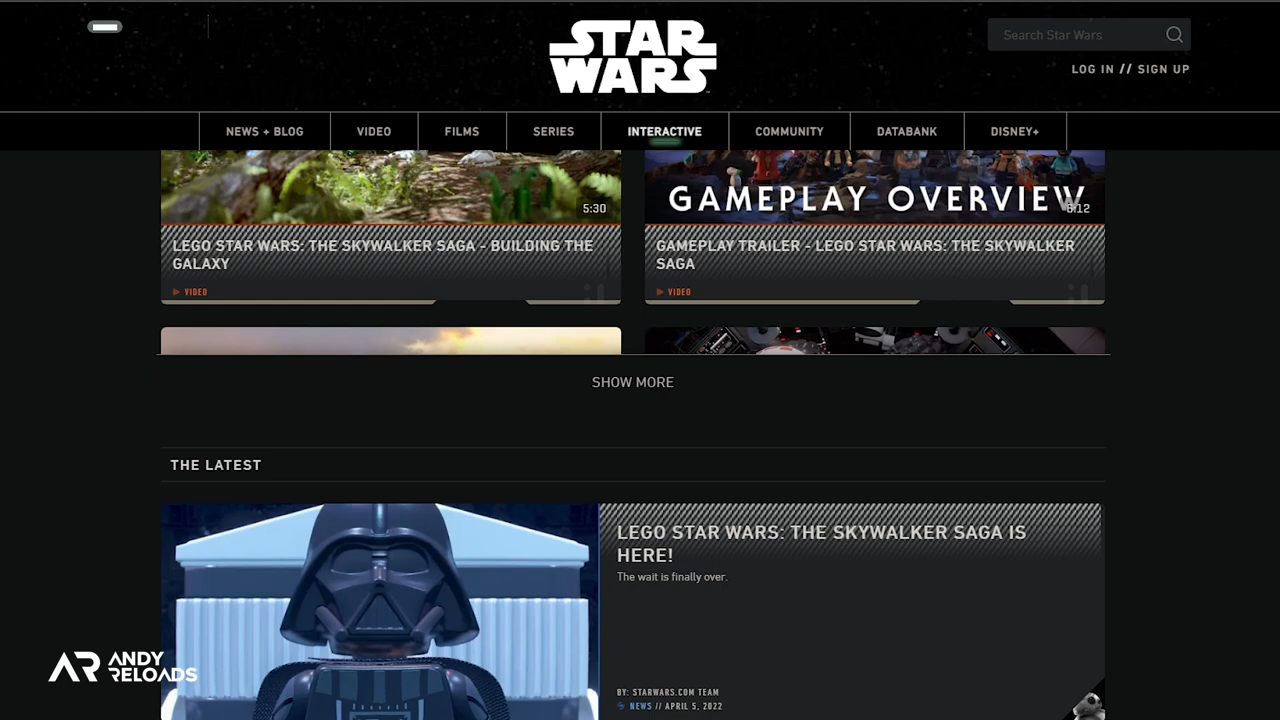 STAR
WARS
Search Star Wars
LOG IN // SIGN UP
NEWS + BLOG VIDEO FILMS SERIES INTERACTIVE COMMUNITY DATABANK DISNEY+
5:30
GAMEPLAY OVERVIEW
LEGO STAR WARS: THE SKYWALKER SAGA - BUILDING THE
GALAXY
VIDEO
GAMEPLAY TRAILER - LEGO STAR WARS: THE SKYWALKER
SAGA
VIDEO
SHOW MORE
THE LATEST
LEGO STAR WARS: THE SKYWALKER SAGA IS
HERE!
The wait is finally over.
BY: STARWARS.COM TEAM
NEWS // APRIL 5, 2022
AR ANDY
RELOADS